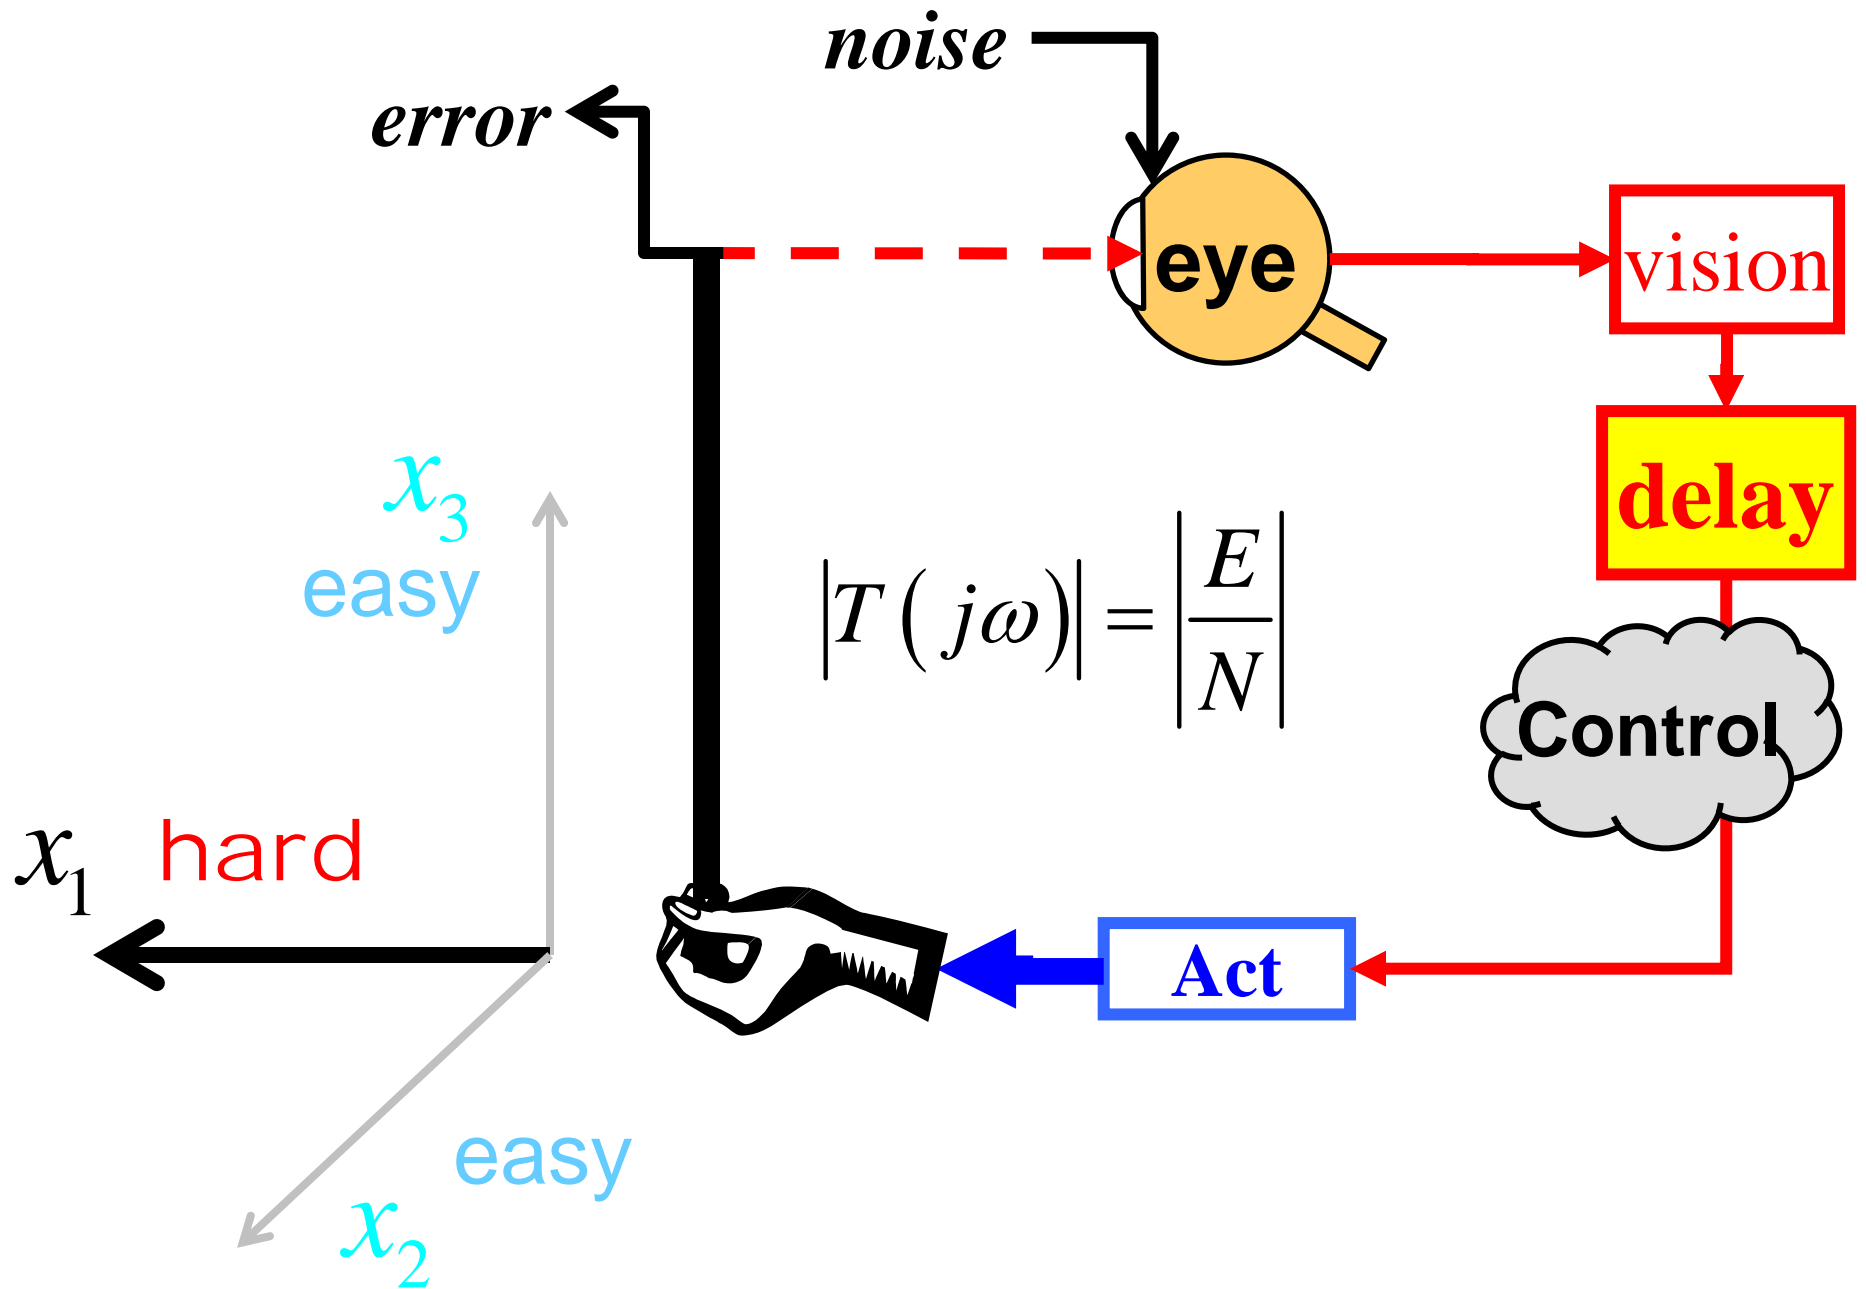 noise
error
eye
vision
delay
x₃
easy
|T(jω)| = |E/N|
Control
x₁ hard
Act
easy
x₂